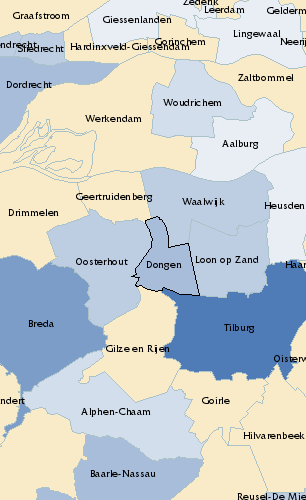 Zederik
Leerdam
Gelderm
Graafstroom
Giessenlanden
Lingewaal
Gorinchem
Neerij
ndrecht
Sliedrecht
Hardinxveld-Giessendam
Dordrecht
Zaltbommel
Woudrichem
Werkendam
Aalburg
Geertruidenberg
Waalwijk
Heusden
Drimmelen
Oosterhout
Dongen
Loon op Zand
Haar
Breda
Tilburg
Gilze en Rijen
Oisterw
ndert
Alphen-Chaam
Goirle
Hilvarenbeek
Baarle-Nassau
Reusel-De Mie